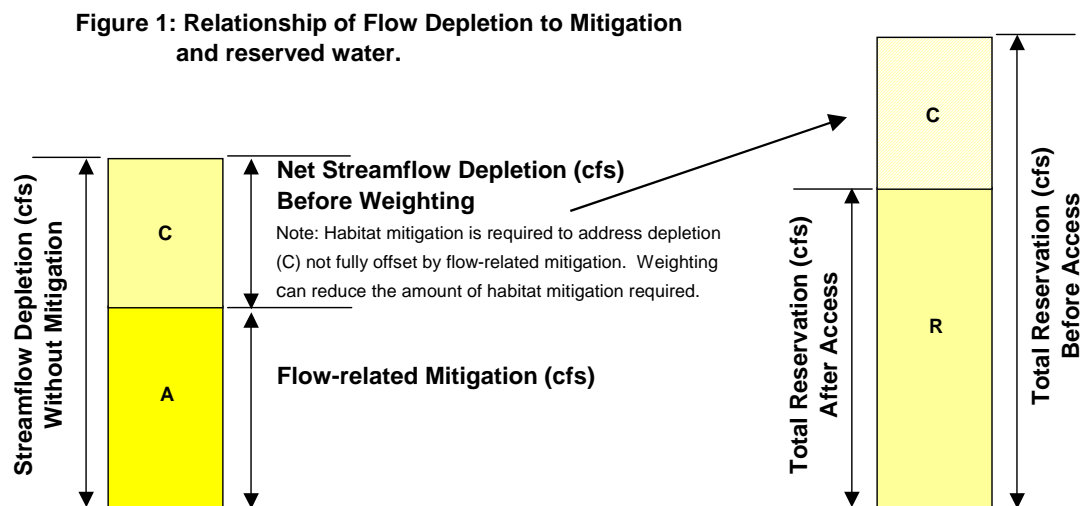 Figure 1: Relationship of Flow Depletion to Mitigation
and reserved water.
Streamflow Depletion (cfs)
Without Mitigation
C
A
Net Streamflow Depletion (cfs)
Before Weighting
Note: Habitat mitigation is required to address depletion
(C) not fully offset by flow-related mitigation.  Weighting
can reduce the amount of habitat mitigation required.
Flow-related Mitigation (cfs)
Total Reservation (cfs)
After Access
C
R
Total Reservation (cfs)
Before Access